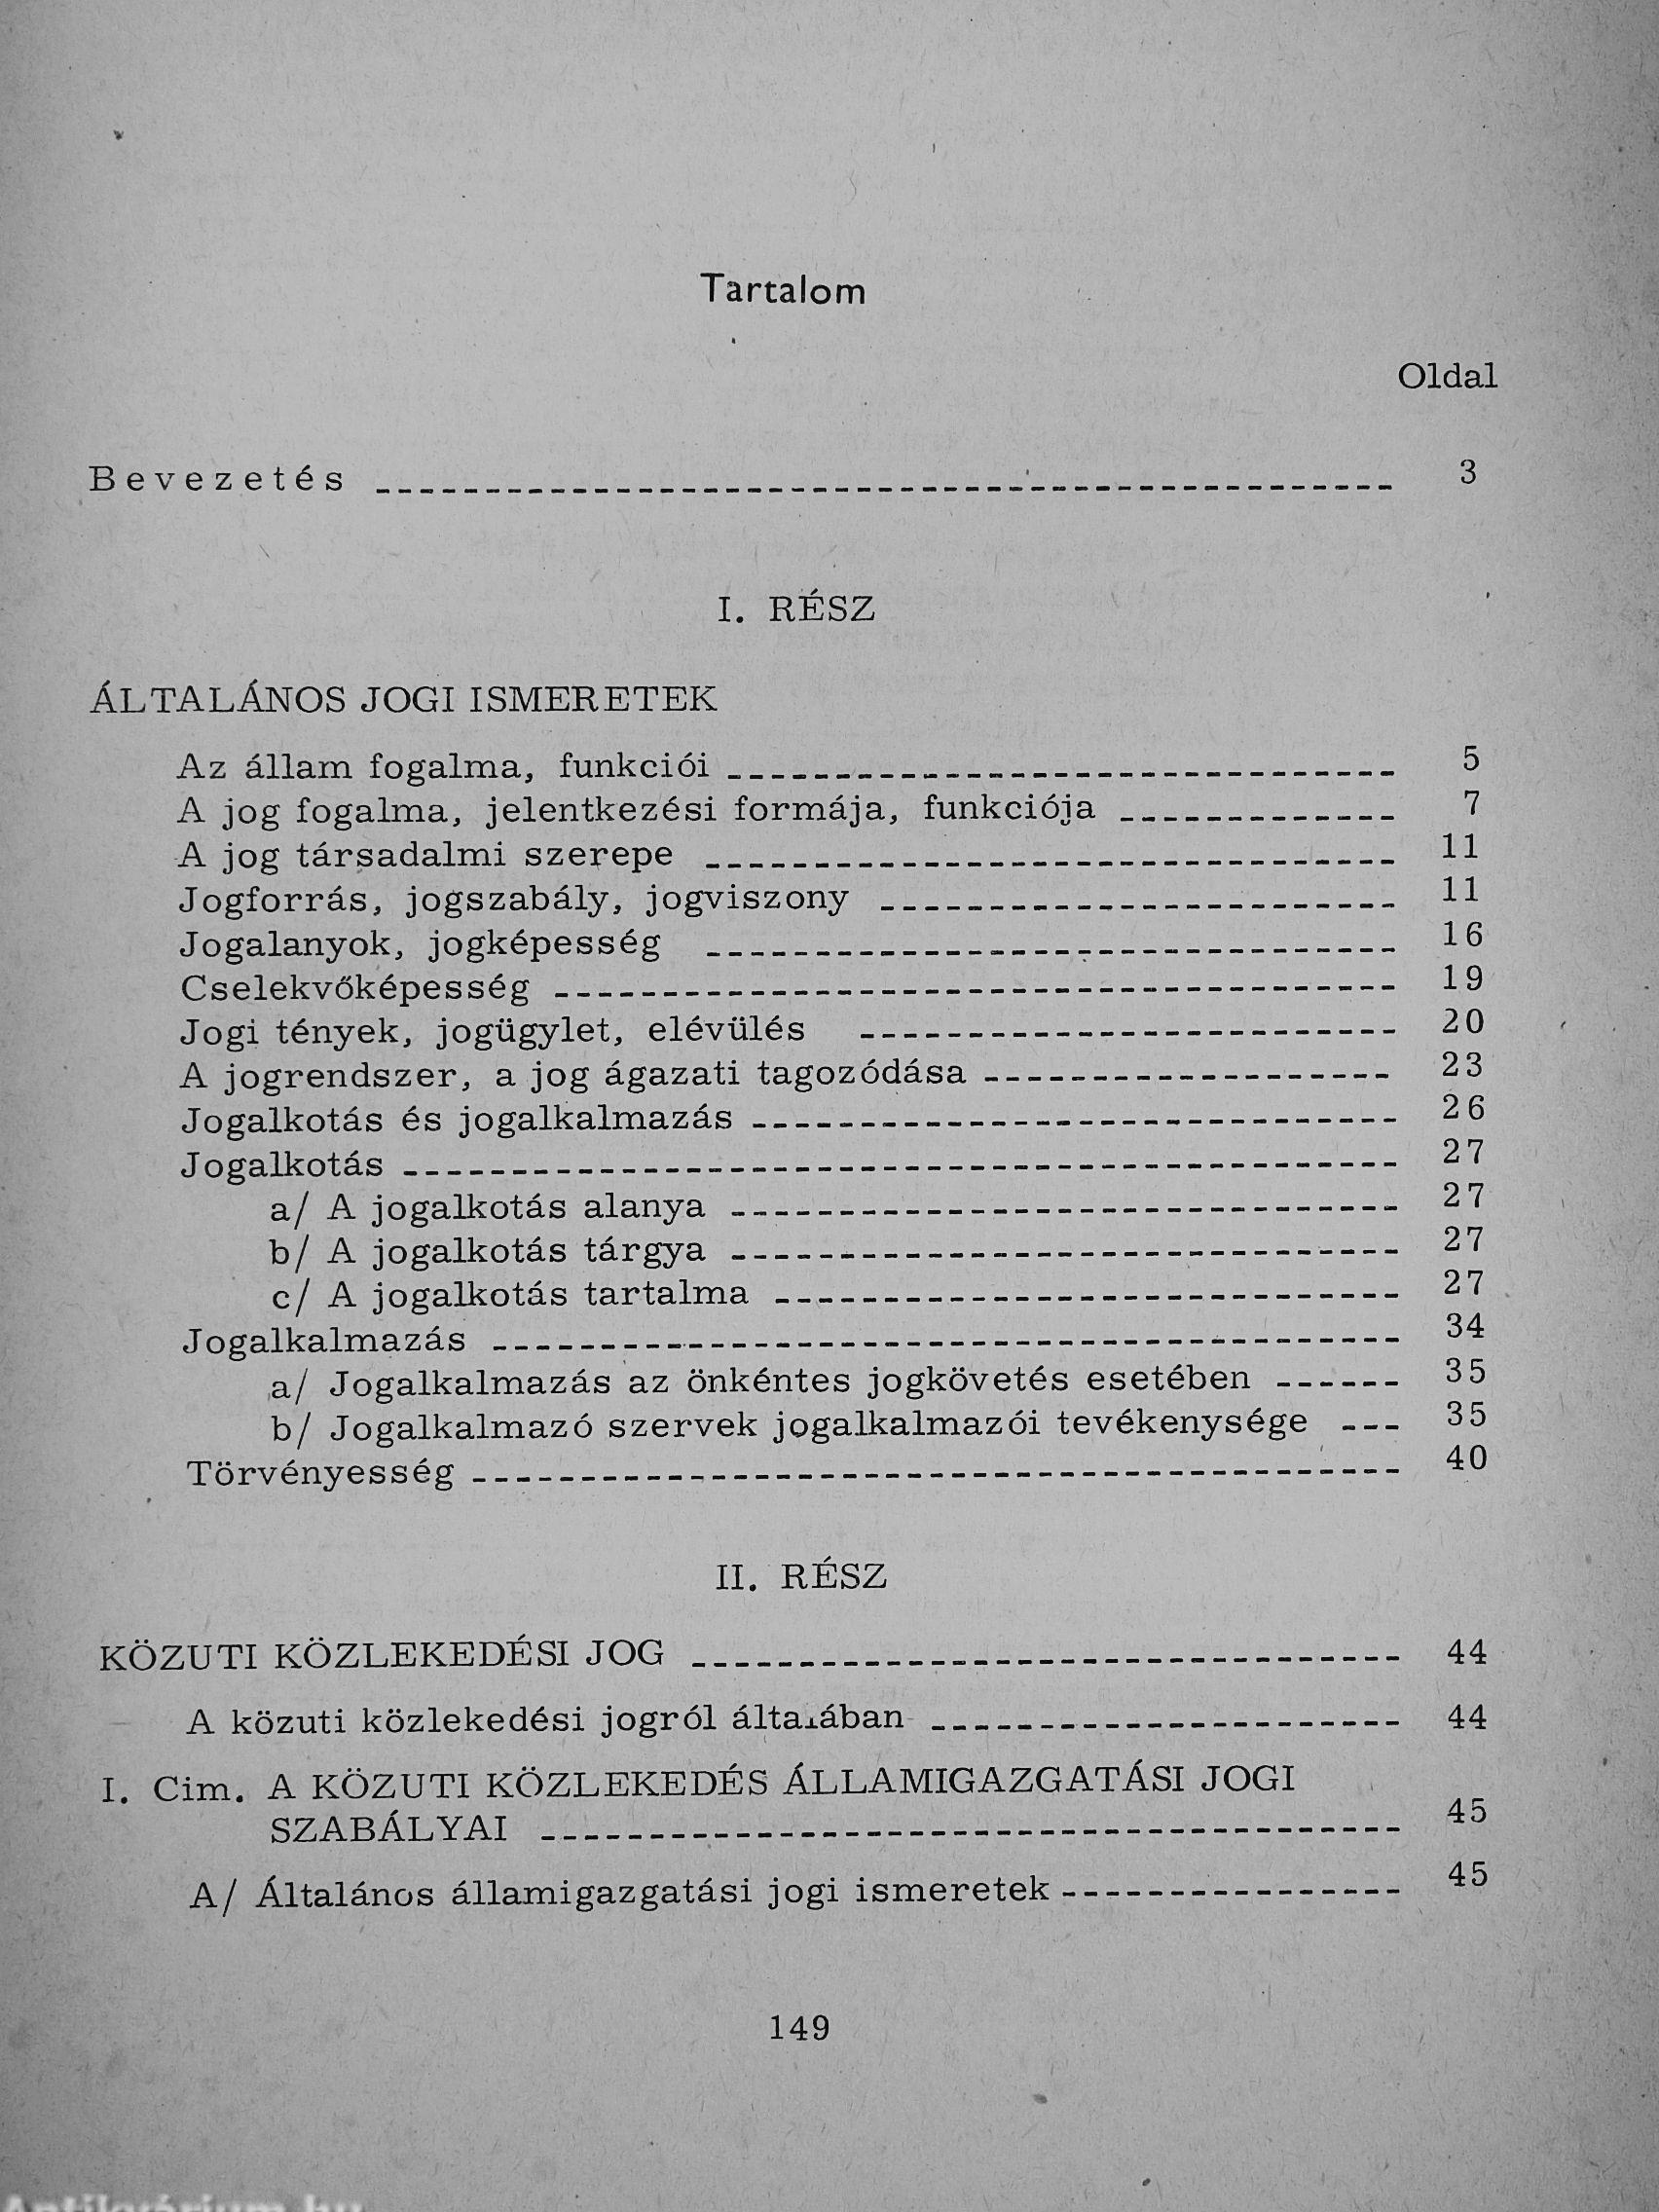 Tartalom
Oldal
Bevezetés 3
I. RÉSZ
ÁLTALÁNOS JOGI ISMERETEK
Az állam fogalma, funkciói 5
A jog fogalma, jelentkezési formája, funkciója 7
A jog társadalmi szerepe 11
Jogforrás, jogszabály, jogviszony 11
Jogalanyok, jogképesség 16
Cselekvőképesség 19
Jogi tények, jogügylet, elévülés 20
A jogrendszer, a jog ágazati tagozódása 23
Jogalkotás és jogalkalmazás 26
Jogalkotás 27
a/ A jogalkotás alanya 27
b/ A jogalkotás tárgya 27
c/ A jogalkotás tartalma 27
Jogalkalmazás 34
a/ Jogalkalmazás az önkéntes jogkövetés esetében 35
b/ Jogalkalmazó szervek jogalkalmazói tevékenysége 35
Törvényesség 40
II. RÉSZ
KÖZUTI KÖZLEKEDÉSI JOG 44
A közuti közlekedési jogról általában 44
I. Cim. A KÖZUTI KÖZLEKEDÉS ÁLLAMIGAZGATÁSI JOGI
SZABÁLYAI 45
A/ Általános államigazgatási jogi ismeretek 45
149
Antikvárium.hu